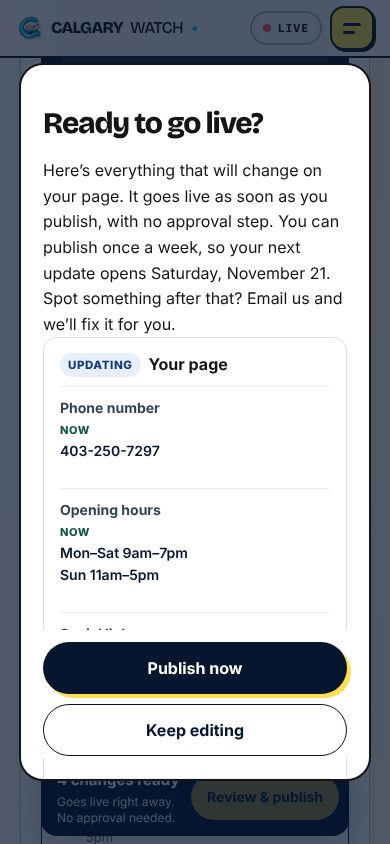 CALGARY WATCH
LIVE
Ready to go live?
Here’s everything that will change on
your page. It goes live as soon as you
publish, with no approval step. You can
publish once a week, so your next
update opens Saturday, November 21.
Spot something after that? Email us and
we’ll fix it for you.
UPDATING Your page
Phone number
NOW
403-250-7297
Opening hours
NOW
Mon–Sat 9am–7pm
Sun 11am–5pm
Publish now
Keep editing
4 changes ready
Goes live right away.
No approval needed.
Review & publish
5pm